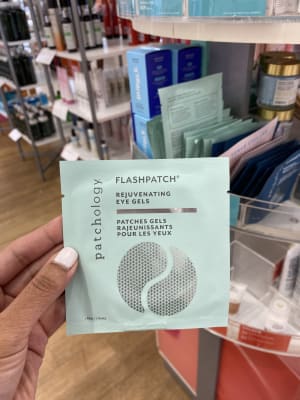 patchology
FLASHPATCH®
REJUVENATING
EYE GELS
PATCHES GELS
RAJEUNISSANTS
POUR LES YEUX